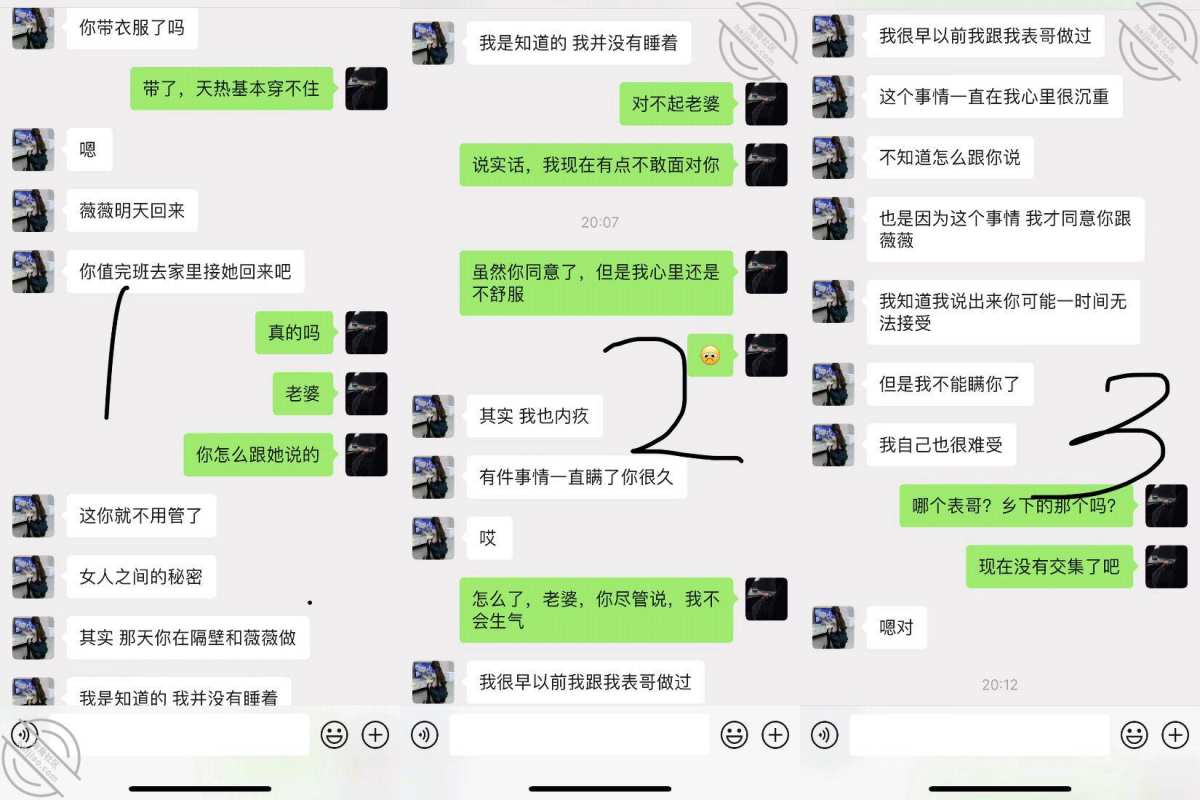 你带衣服了吗
带了，天热基本穿不住
嗯
薇薇明天回来
你值完班去家里接她回来吧
真的吗
老婆
你怎么跟她说的
这你就不用管了
女人之间的秘密
其实 那天你在隔壁和薇薇做
我是知道的 我并没有睡着
1
我是知道的 我并没有睡着
对不起老婆
说实话，我现在有点不敢面对你
20:07
虽然你同意了，但是我心里还是
不舒服
其实 我也内疚
有件事情一直瞒了你很久
哎
怎么了，老婆，你尽管说，我不
会生气
我很早以前我跟我表哥做过
2
我很早以前我跟我表哥做过
这个事情一直在我心里很沉重
不知道怎么跟你说
也是因为这个事情 我才同意你跟
薇薇
我知道我说出来你可能一时间无
法接受
但是我不能瞒你了
我自己也很难受
哪个表哥？乡下的那个吗？
现在没有交集了吧
嗯对
20:12
3